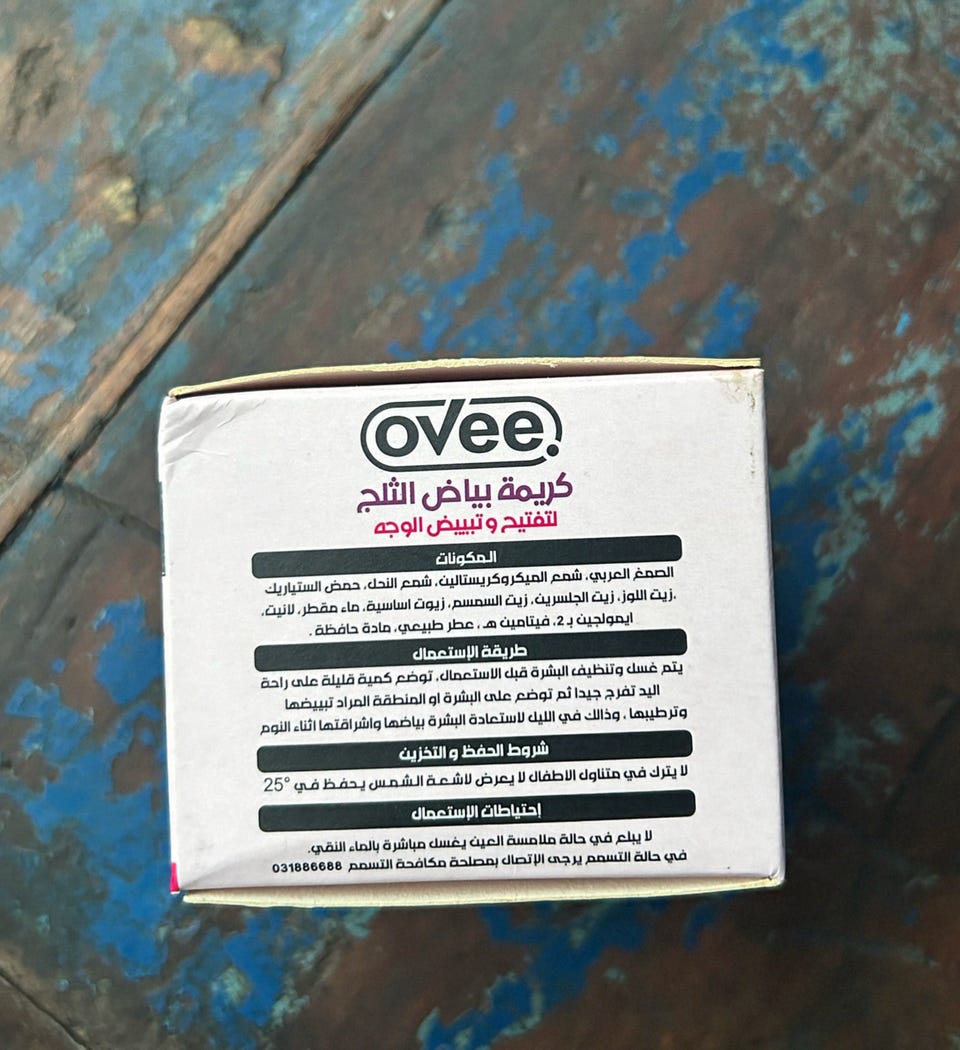 ovee.
كريمة بياض الثلج
لتفتيح و تبييض الوجه
المكونات
الصمغ العربي، شمع الميكروكريستالين، شمع النحل، حمض الستياريك
،زيت اللوز، زيت الجلسرين، زيت السمسم، زيوت اساسية، ماء مقطر، لانيت،
ايمولجين بـ2، فيتامين هـ، عطر طبيعي، مادة حافظة .
طريقة الإستعمال
يتم غسل وتنظيف البشرة قبل الاستعمال، توضع كمية قليلة على راحة
اليد تفرج جيدا ثم توضع على البشرة او المنطقة المراد تبييضها
وترطيبها ، وذالك في الليل لاستعادة البشرة بياضها واشراقتها اثناء النوم
شروط الحفظ و التخزين
لا يترك في متناول الاطفال لا يعرض لاشعة الشمس يحفظ في °25
إحتياطات الإستعمال
لا يبلع في حالة ملامسة العين يغسل مباشرة بالماء النقي.
في حالة التسمم يرجى الإتصال بمصلحة مكافحة التسمم 031886688